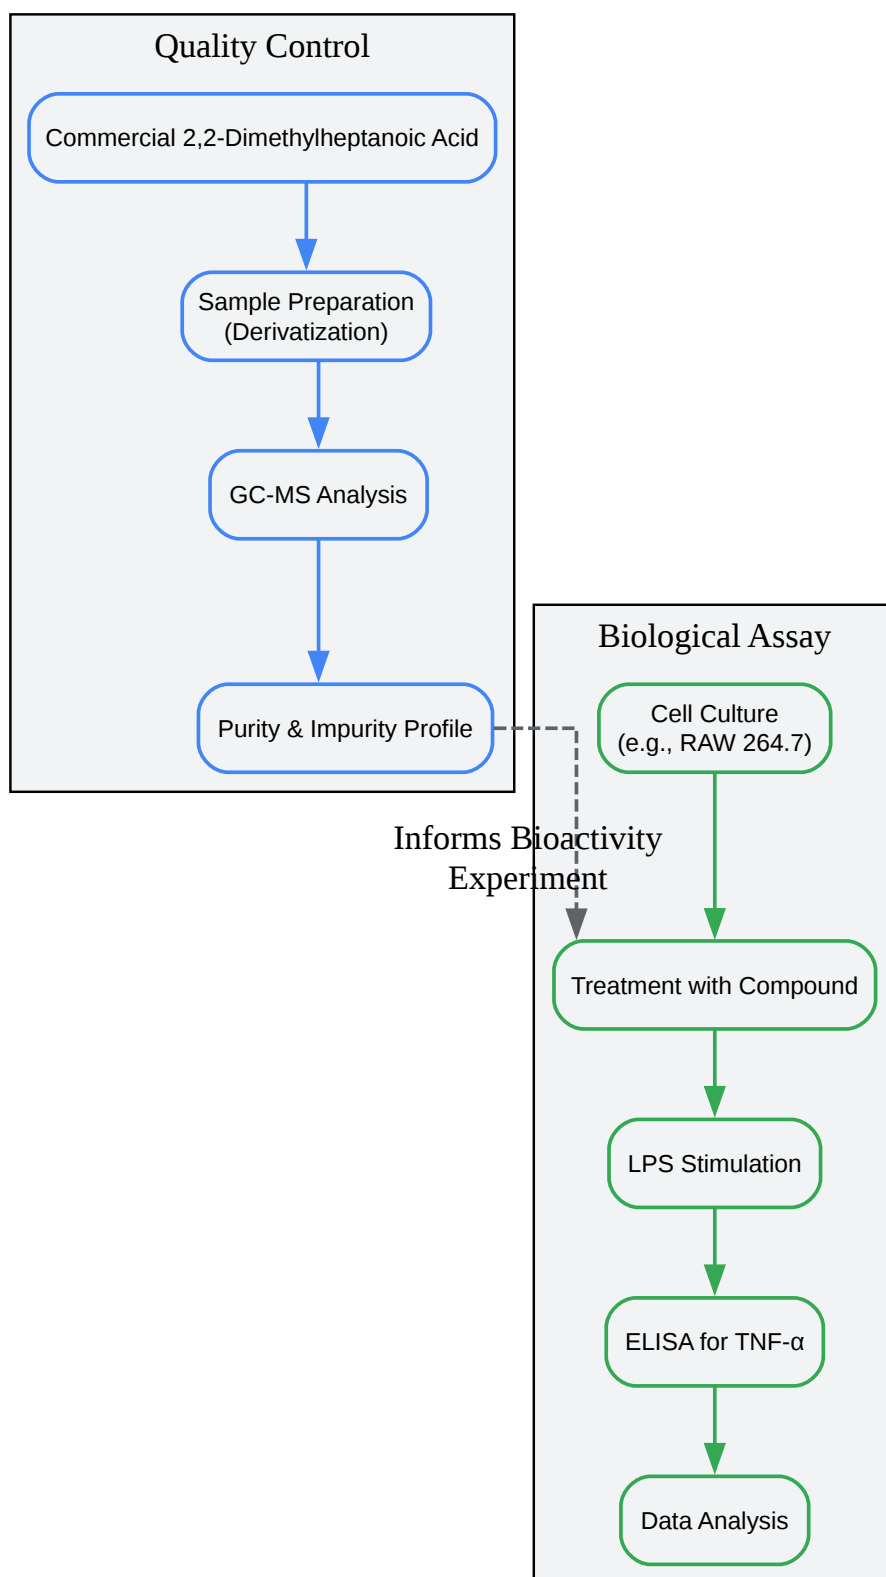 Quality Control
Commercial 2,2-Dimethylheptanoic Acid
Sample Preparation
(Derivatization)
GC-MS Analysis
Purity & Impurity Profile
Informs Bioactivity
Experiment
Biological Assay
Cell Culture
(e.g., RAW 264.7)
Treatment with Compound
LPS Stimulation
ELISA for TNF-α
Data Analysis